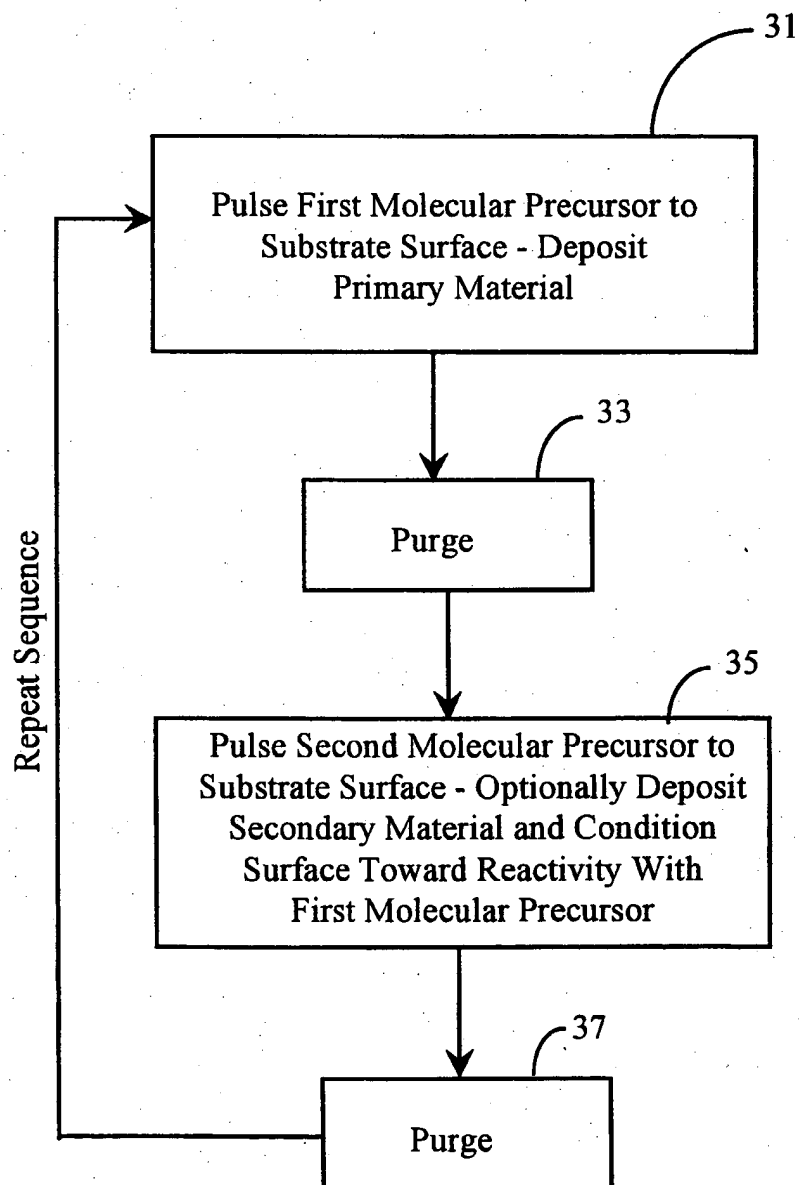 31
Pulse First Molecular Precursor to
Substrate Surface - Deposit
Primary Material
33
Purge
35
Pulse Second Molecular Precursor to
Substrate Surface - Optionally Deposit
Secondary Material and Condition
Surface Toward Reactivity With
First Molecular Precursor
37
Purge
Repeat Sequence